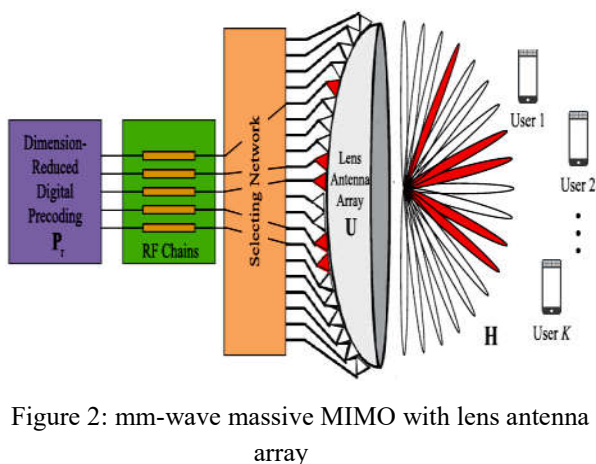 Dimension-
Reduced
Digital
Precoding
P_r
RF Chains
Selecting Network
Lens
Antenna
Array
U
H
User 1
User 2
User K
Figure 2: mm-wave massive MIMO with lens antenna
array